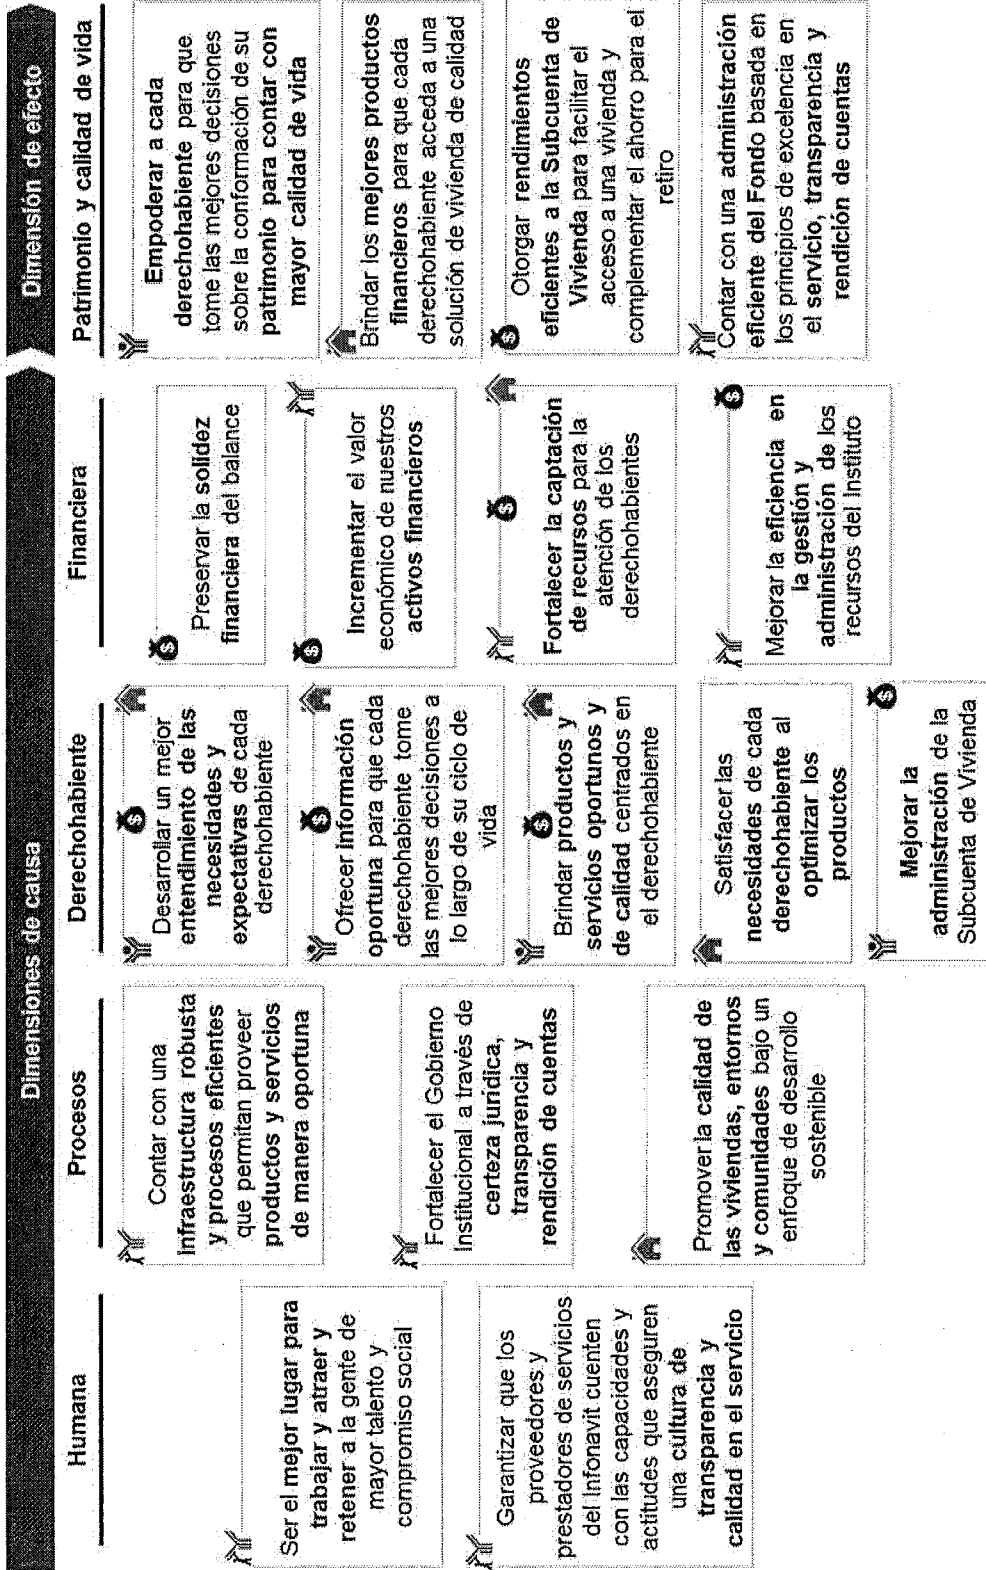 Dimensiones de causa
Dimensión de efecto
Humana
Ser el mejor lugar para
trabajar y atraer y
retener a la gente de
mayor talento y
compromiso social
Garantizar que los
proveedores y
prestadores de servicios
del Infonavit cuenten
con las capacidades y
actitudes que aseguren
una cultura de
transparencia y
calidad en el servicio
Procesos
Contar con una
Infraestructura robusta
y procesos eficientes
que permitan proveer
productos y servicios
de manera oportuna
Fortalecer el Gobierno
Institucional a través de
certeza jurídica,
transparencia y
rendición de cuentas
Promover la calidad de
las viviendas, entornos
y comunidades bajo un
enfoque de desarrollo
sostenible
Derechohabiente
Desarrollar un mejor
entendimiento de las
necesidades y
expectativas de cada
derechohabiente
Ofrecer información
oportuna para que cada
derechohabiente tome
las mejores decisiones a
lo largo de su ciclo de
vida
Brindar productos y
servicios oportunos y
de calidad centrados en
el derechohabiente
Satisfacer las
necesidades de cada
derechohabiente al
optimizar los
productos
Mejorar la
administración de la
Subcuenta de Vivienda
Financiera
Preservar la solidez
financiera del balance
Incrementar el valor
económico de nuestros
activos financieros
Fortalecer la captación
de recursos para la
atención de los
derechohabientes
Mejorar la eficiencia en
la gestión y
administración de los
recursos del Instituto
Patrimonio y calidad de vida
Empoderar a cada
derechohabiente para que
tome las mejores decisiones
sobre la conformación de su
patrimonio para contar con
mayor calidad de vida
Brindar los mejores productos
financieros para que cada
derechohabiente acceda a una
solución de vivienda de calidad
Otorgar rendimientos
eficientes a la Subcuenta de
Vivienda para facilitar el
acceso a una vivienda y
complementar el ahorro para el
retiro
Contar con una administración
eficiente del Fondo basada en
los principios de excelencia en
el servicio, transparencia y
rendición de cuentas